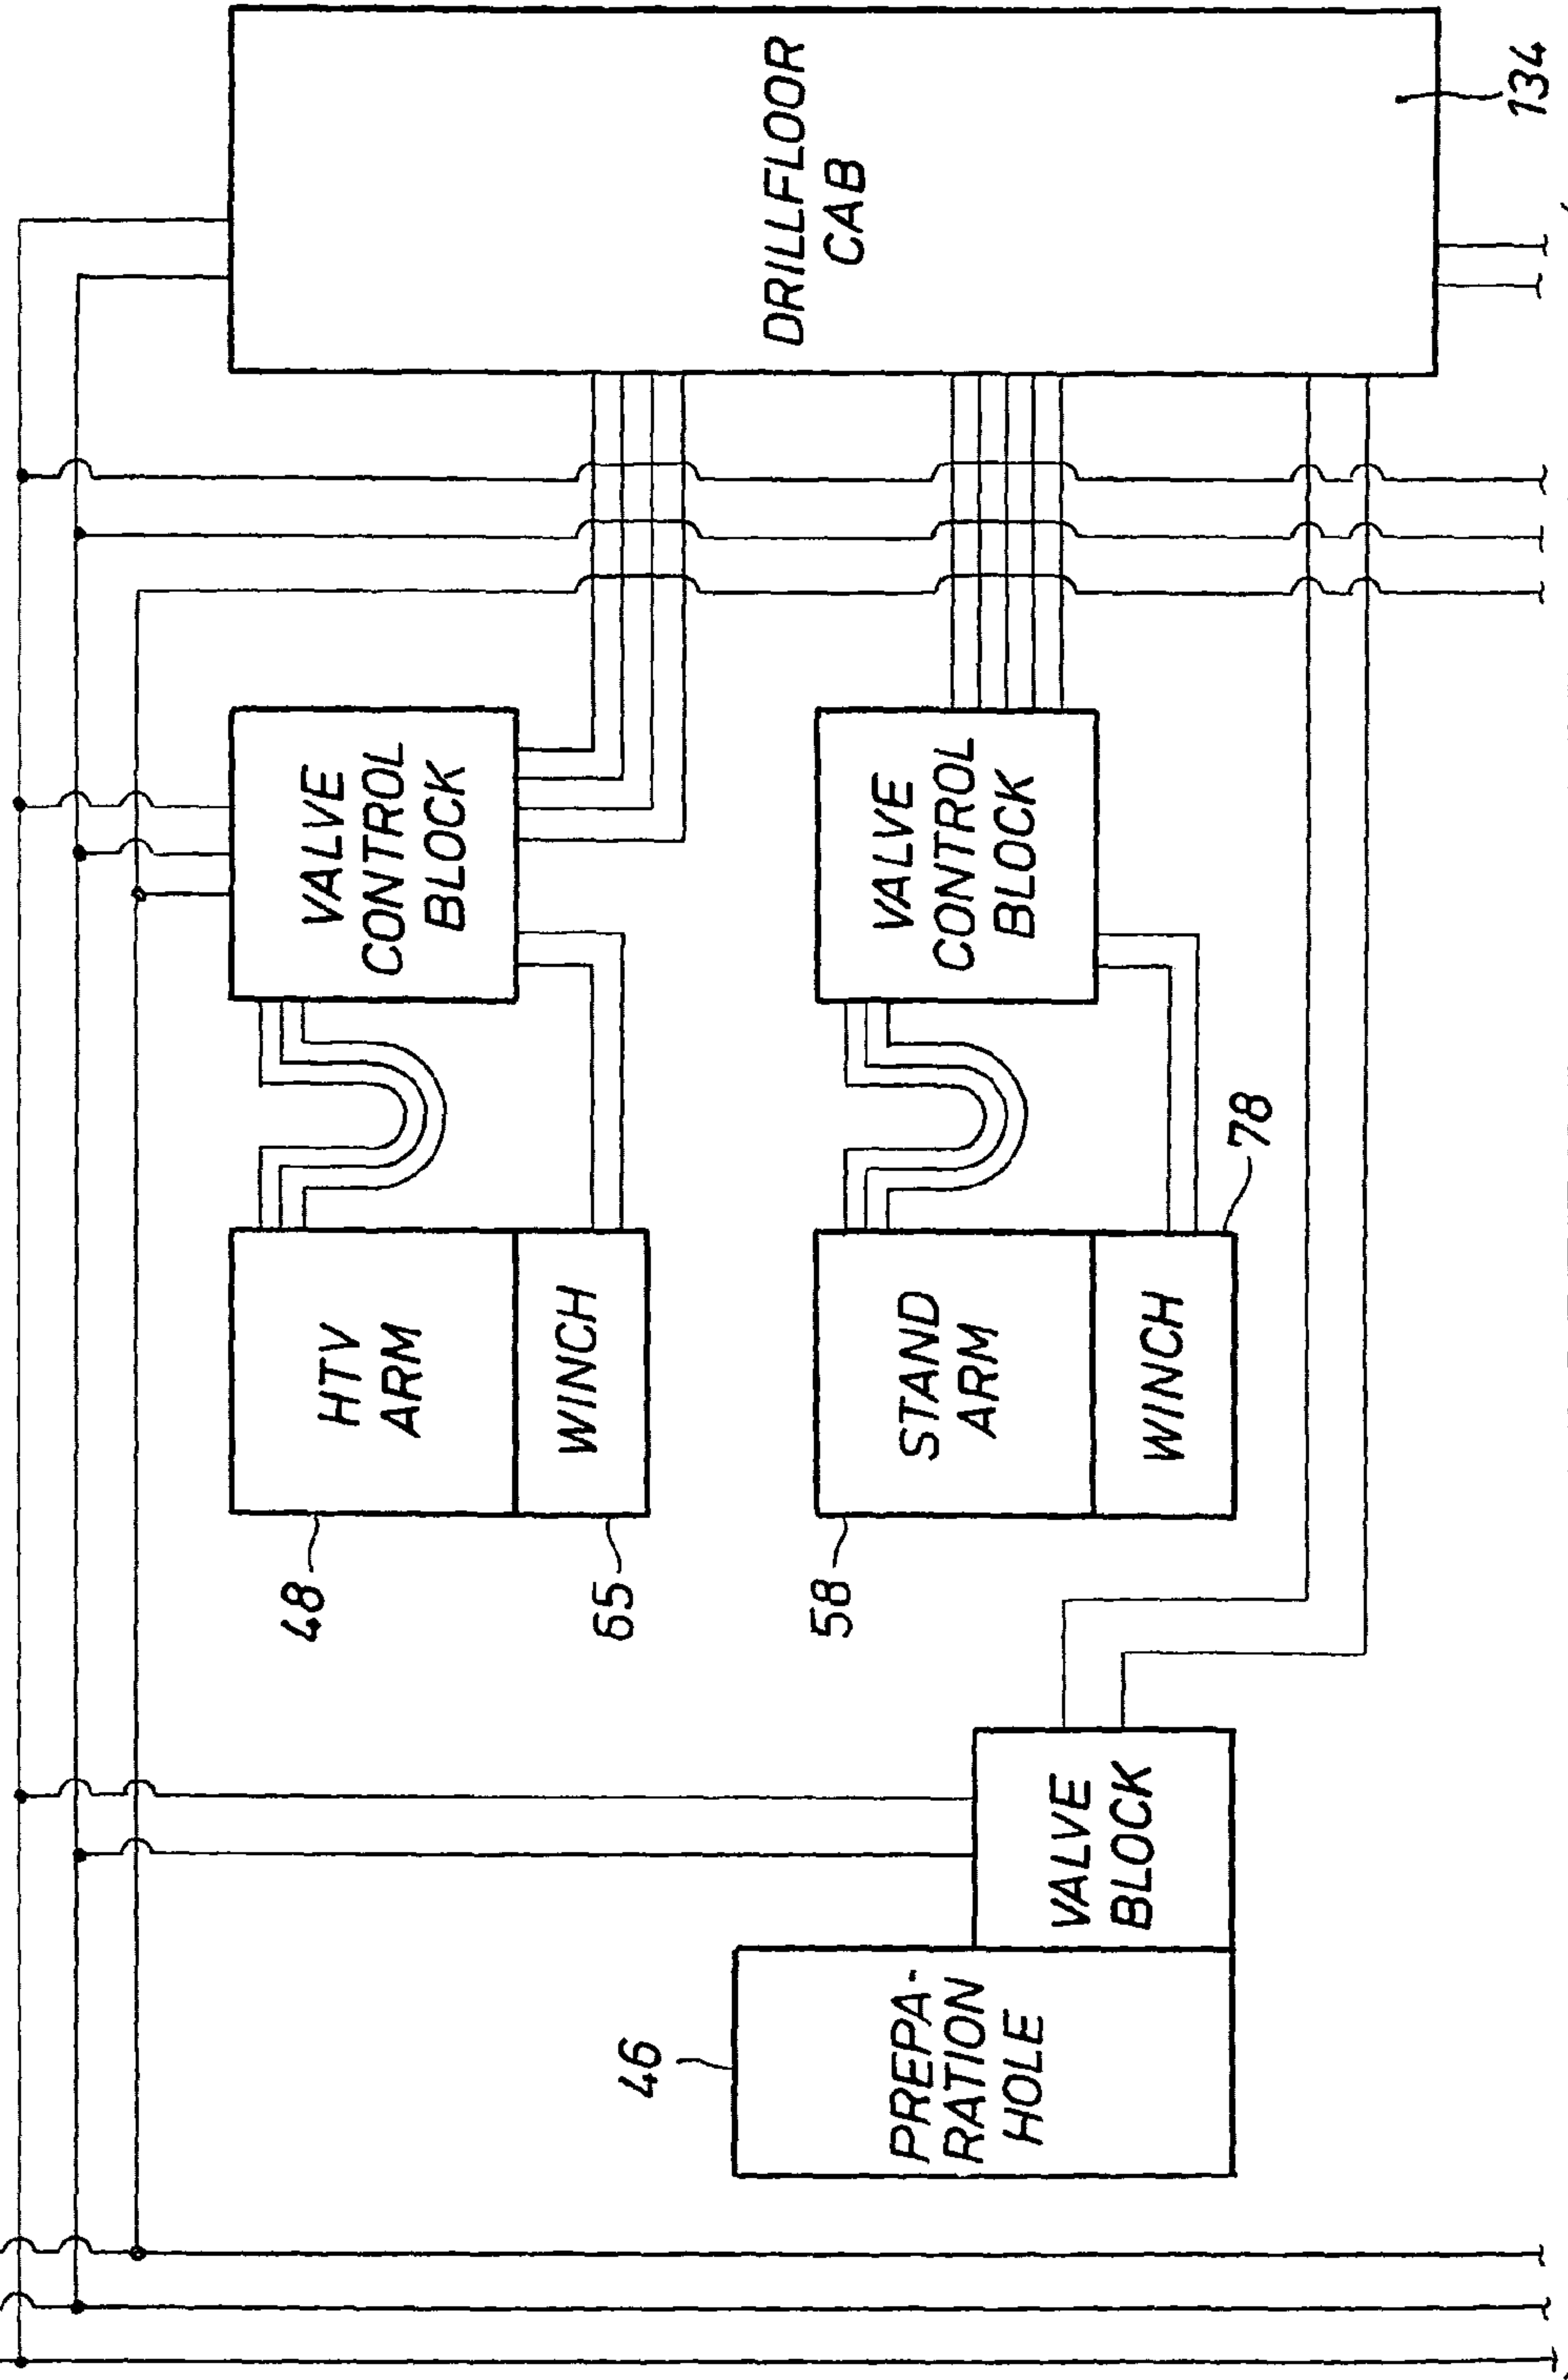 46
PREPA-
RATION
HOLE
VALVE
BLOCK
48
HTV
ARM
65
WINCH
58
STAND
ARM
WINCH
78
VALVE
CONTROL
BLOCK
VALVE
CONTROL
BLOCK
DRILLFLOOR
CAB
134